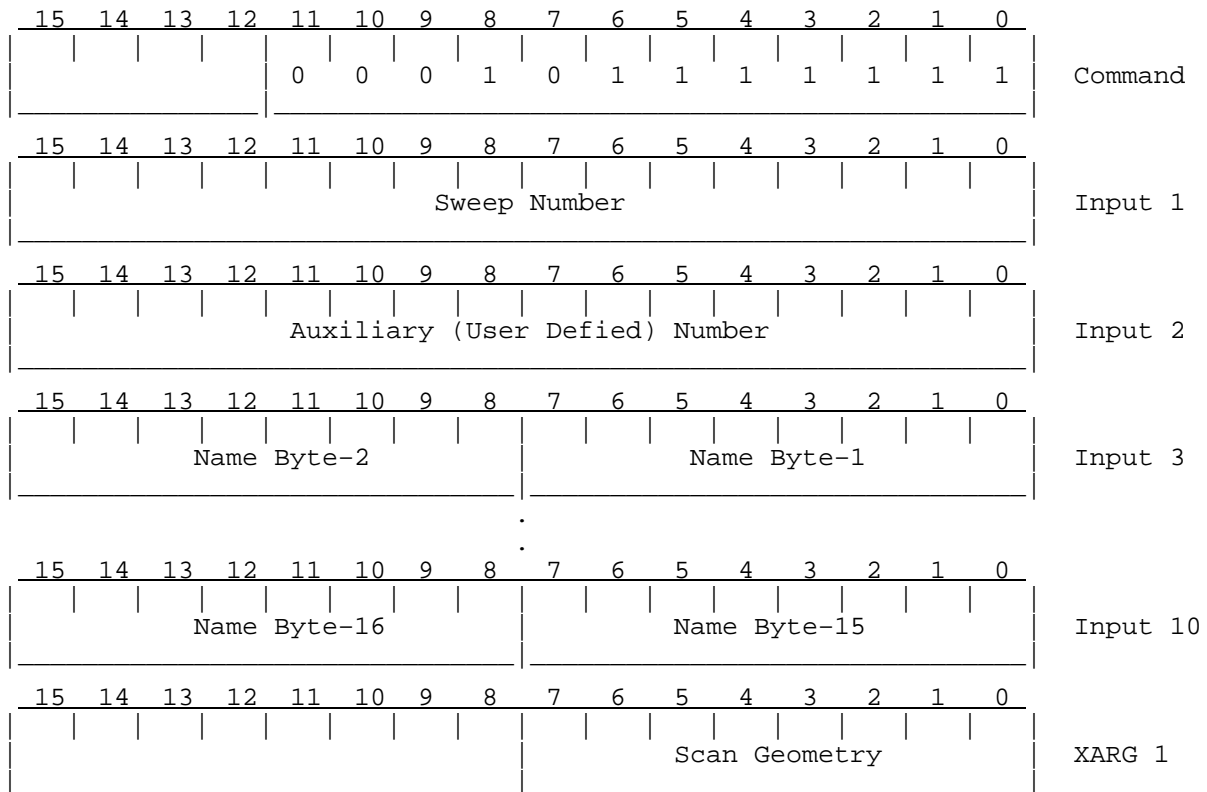 15 14 13 12 11 10 9 8 7 6 5 4 3 2 1 0
0 0 0 1 0 1 1 1 1 1 1 1 Command
15 14 13 12 11 10 9 8 7 6 5 4 3 2 1 0
Sweep Number Input 1
15 14 13 12 11 10 9 8 7 6 5 4 3 2 1 0
Auxiliary (User Defied) Number Input 2
15 14 13 12 11 10 9 8 7 6 5 4 3 2 1 0
Name Byte-2 Name Byte-1 Input 3
.
.
15 14 13 12 11 10 9 8 7 6 5 4 3 2 1 0
Name Byte-16 Name Byte-15 Input 10
15 14 13 12 11 10 9 8 7 6 5 4 3 2 1 0
Scan Geometry XARG 1